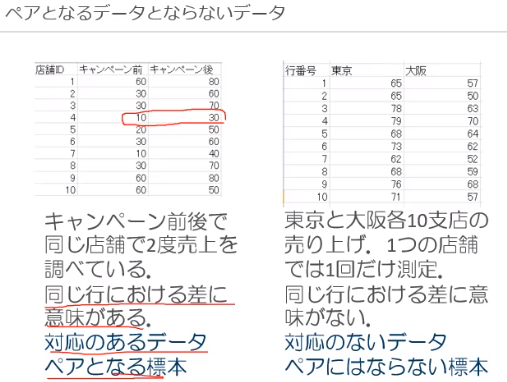 ペアとなるデータとならないデータ
店舗ID キャンペーン前 キャンペーン後
1 60 80
2 30 60
3 30 70
4 10 30
5 20 50
6 30 60
7 10 40
8 30 70
9 60 80
10 60 50
キャンペーン前後で
同じ店舗で2度売上を
調べている．
同じ行における差に
意味がある．
対応のあるデータ
ペアとなる標本
行番号 東京 大阪
1 65 57
2 65 50
3 78 63
4 79 70
5 68 64
6 73 62
7 62 52
8 69 68
9 76 68
10 71 57
東京と大阪各10支店の
売り上げ．1つの店舗
では1回だけ測定．
同じ行における差に意
味がない．
対応のないデータ
ペアにはならない標本